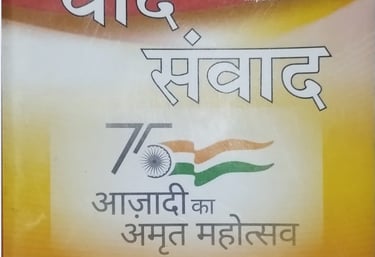 वाद
संवाद
75
आज़ादी का
अमृत महोत्सव